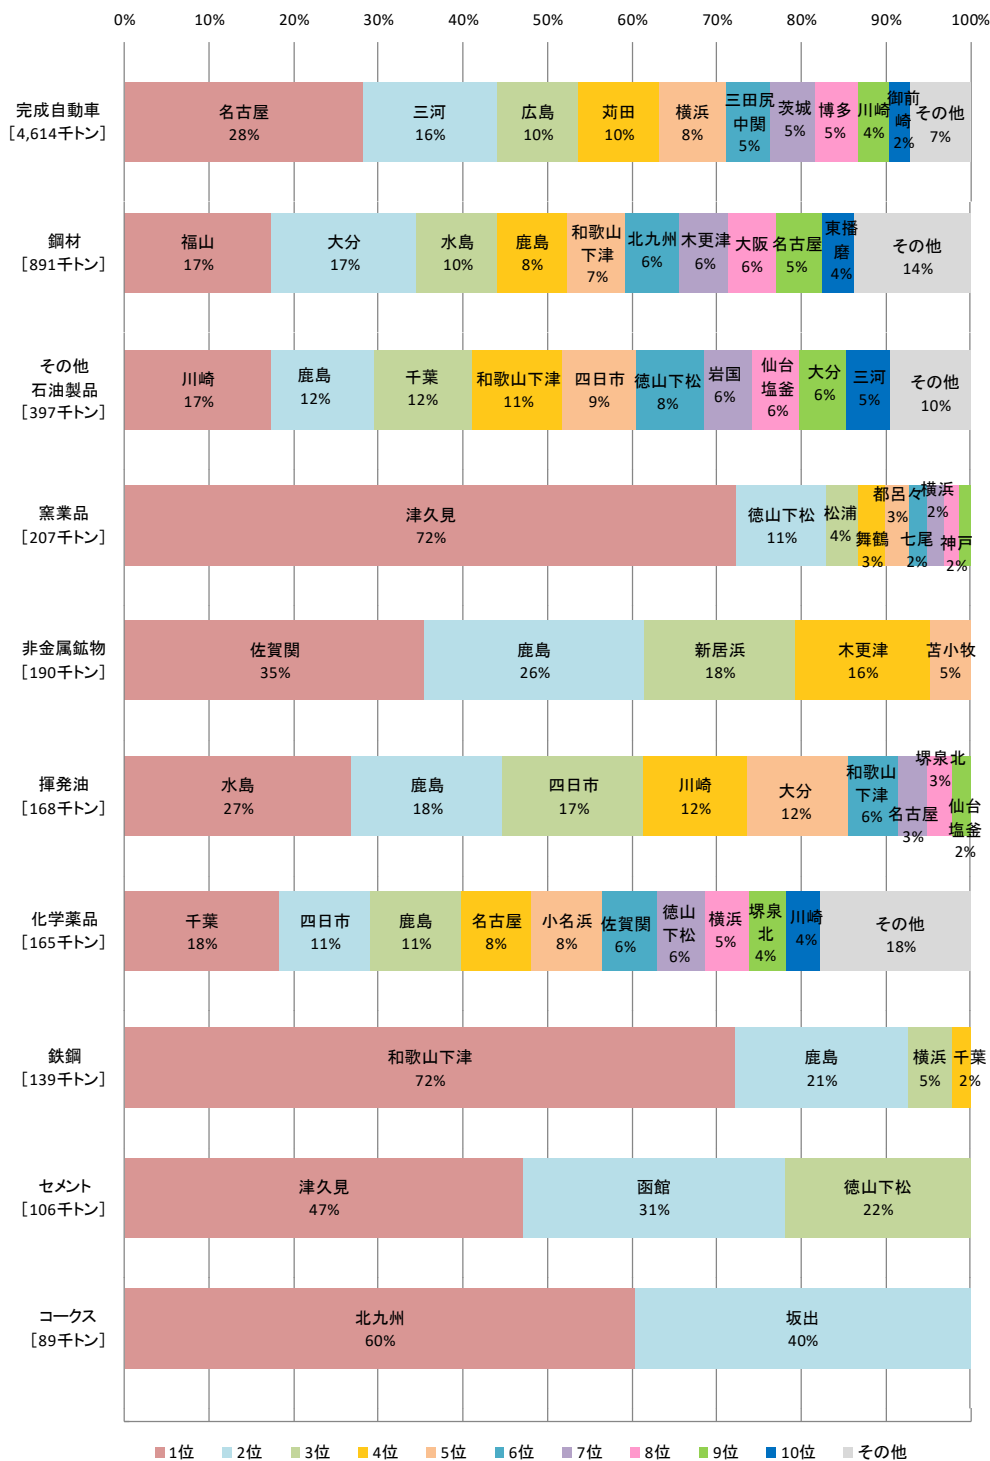 0% 10% 20% 30% 40% 50% 60% 70% 80% 90% 100%
完成自動車
[4,614千トン]
名古屋
28%
三河
16%
広島
10%
苅田
10%
横浜
8%
三田尻
中関
5%
茨城
5%
博多
5%
川崎
4%
御前
崎
2%
その他
7%
鋼材
[891千トン]
福山
17%
大分
17%
水島
10%
鹿島
8%
和歌山
下津
7%
北九州
6%
木更津
6%
大阪
6%
名古屋
5%
東播
磨
4%
その他
14%
その他
石油製品
[397千トン]
川崎
17%
鹿島
12%
千葉
12%
和歌山下津
11%
四日市
9%
徳山下松
8%
岩国
6%
仙台
塩釜
6%
大分
6%
三河
5%
その他
10%
窯業品
[207千トン]
津久見
72%
徳山下松
11%
松浦
4%
舞鶴
3%
都呂々
3%
七尾
2%
横浜
2%
神戸
2%
非金属鉱物
[190千トン]
佐賀関
35%
鹿島
26%
新居浜
18%
木更津
16%
苫小牧
5%
揮発油
[168千トン]
水島
27%
鹿島
18%
四日市
17%
川崎
12%
大分
12%
和歌山
下津
6%
名古屋
3%
堺泉北
3%
仙台
塩釜
2%
化学薬品
[165千トン]
千葉
18%
四日市
11%
鹿島
11%
名古屋
8%
小名浜
8%
佐賀関
6%
徳山
下松
6%
横浜
5%
堺泉
北
4%
川崎
4%
その他
18%
鉄鋼
[139千トン]
和歌山下津
72%
鹿島
21%
横浜
5%
千葉
2%
セメント
[106千トン]
津久見
47%
函館
31%
徳山下松
22%
コークス
[89千トン]
北九州
60%
坂出
40%
1位 2位 3位 4位 5位 6位 7位 8位 9位 10位 その他